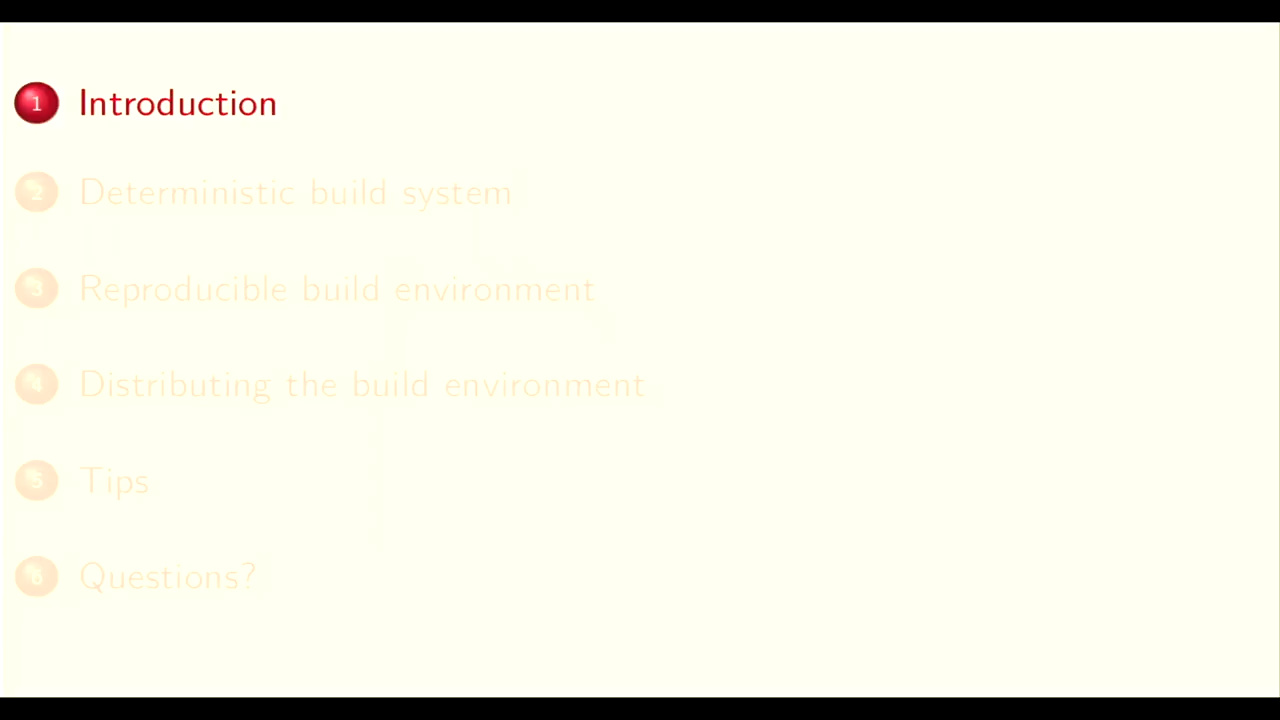 1 Introduction
2 Deterministic build system
3 Reproducible build environment
4 Distributing the build environment
5 Tips
6 Questions?